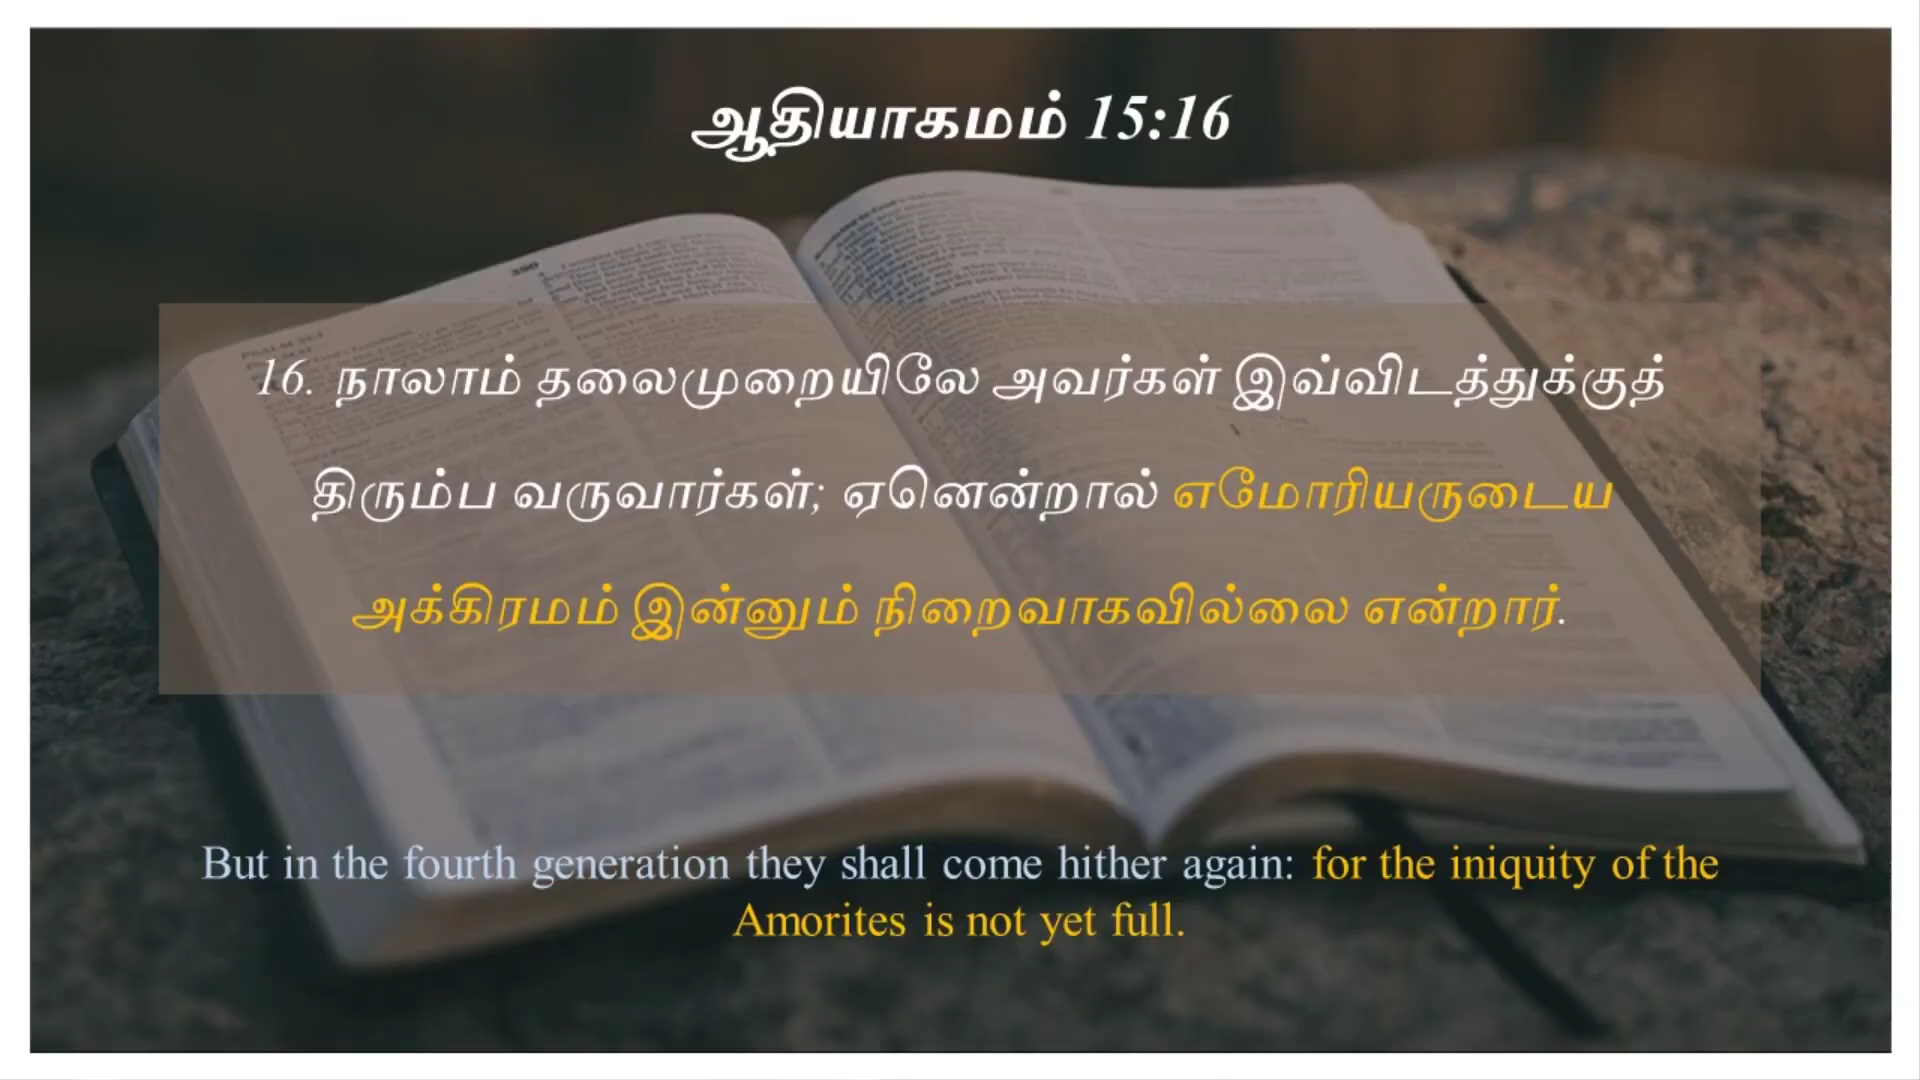 ஆதியாகமம் 15:16
16. நாலாம் தலைமுறையிலே அவர்கள் இவ்விடத்துக்குத்
திரும்ப வருவார்கள்; ஏனென்றால் எமோரியருடைய
அக்கிரமம் இன்னும் நிறைவாகவில்லை என்றார்.
But in the fourth generation they shall come hither again: for the iniquity of the
Amorites is not yet full.